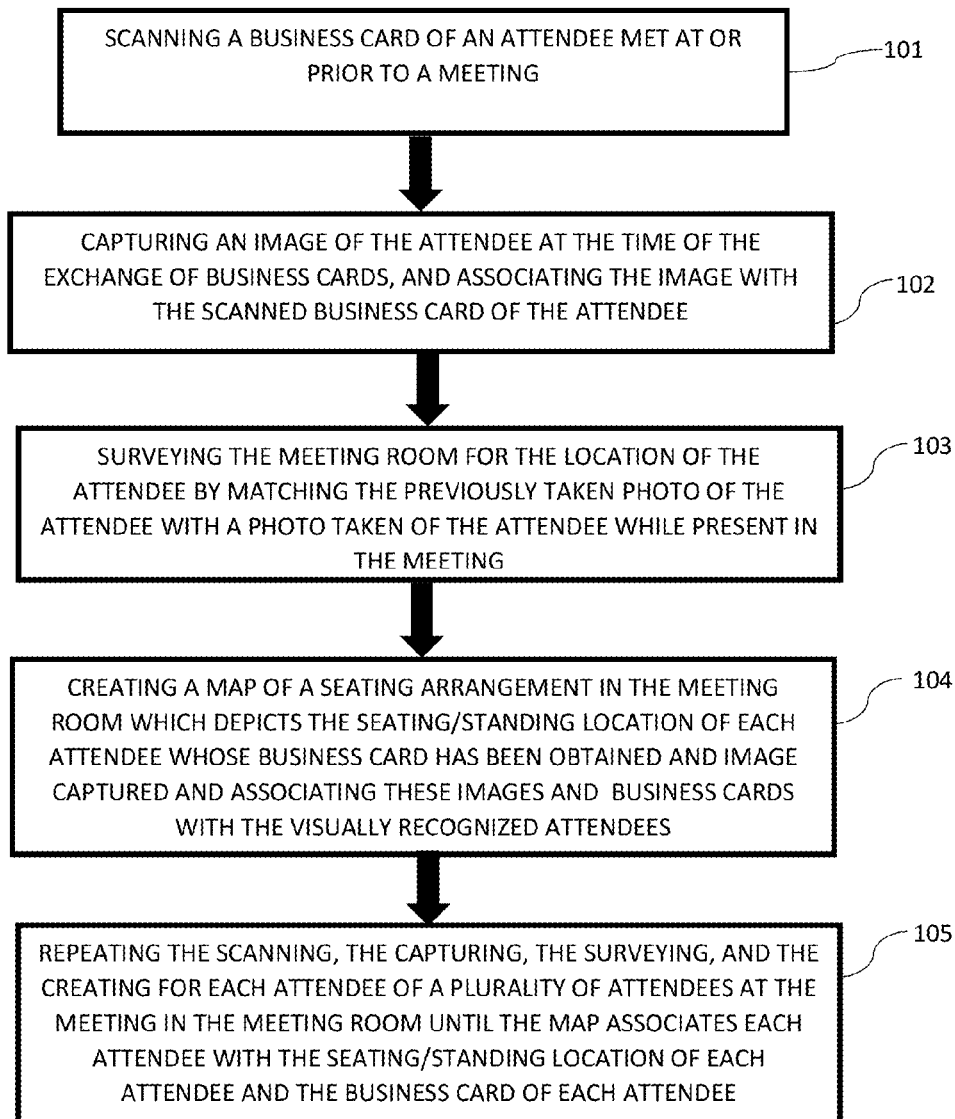 SCANNING A BUSINESS CARD OF AN ATTENDEE MET AT OR
PRIOR TO A MEETING
101
CAPTURING AN IMAGE OF THE ATTENDEE AT THE TIME OF THE
EXCHANGE OF BUSINESS CARDS, AND ASSOCIATING THE IMAGE WITH
THE SCANNED BUSINESS CARD OF THE ATTENDEE
102
SURVEYING THE MEETING ROOM FOR THE LOCATION OF THE
ATTENDEE BY MATCHING THE PREVIOUSLY TAKEN PHOTO OF THE
ATTENDEE WITH A PHOTO TAKEN OF THE ATTENDEE WHILE PRESENT IN
THE MEETING
103
CREATING A MAP OF A SEATING ARRANGEMENT IN THE MEETING
ROOM WHICH DEPICTS THE SEATING/STANDING LOCATION OF EACH
ATTENDEE WHOSE BUSINESS CARD HAS BEEN OBTAINED AND IMAGE
CAPTURED AND ASSOCIATING THESE IMAGES AND BUSINESS CARDS
WITH THE VISUALLY RECOGNIZED ATTENDEES
104
REPEATING THE SCANNING, THE CAPTURING, THE SURVEYING, AND THE
CREATING FOR EACH ATTENDEE OF A PLURALITY OF ATTENDEES AT THE
MEETING IN THE MEETING ROOM UNTIL THE MAP ASSOCIATES EACH
ATTENDEE WITH THE SEATING/STANDING LOCATION OF EACH
ATTENDEE AND THE BUSINESS CARD OF EACH ATTENDEE
105